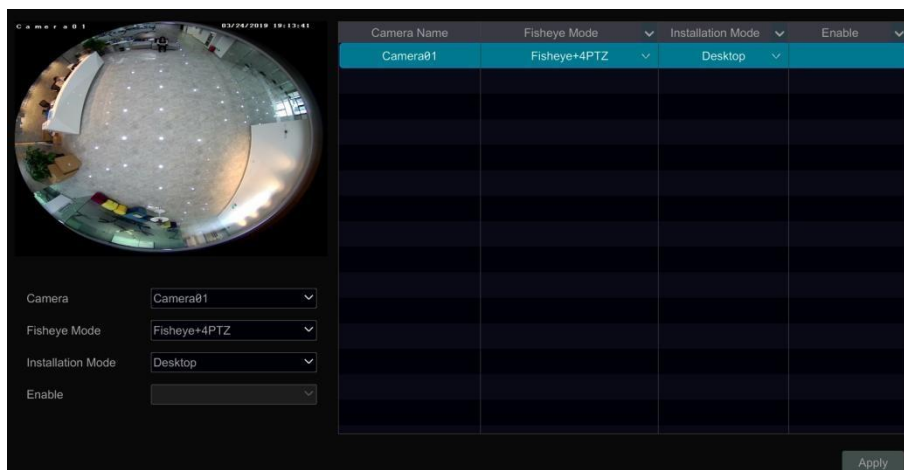 Camera01 03/24/2019 19:13:41
Camera Name Fisheye Mode Installation Mode Enable
Camera01 Fisheye+4PTZ Desktop
Camera Camera01
Fisheye Mode Fisheye+4PTZ
Installation Mode Desktop
Enable
Apply